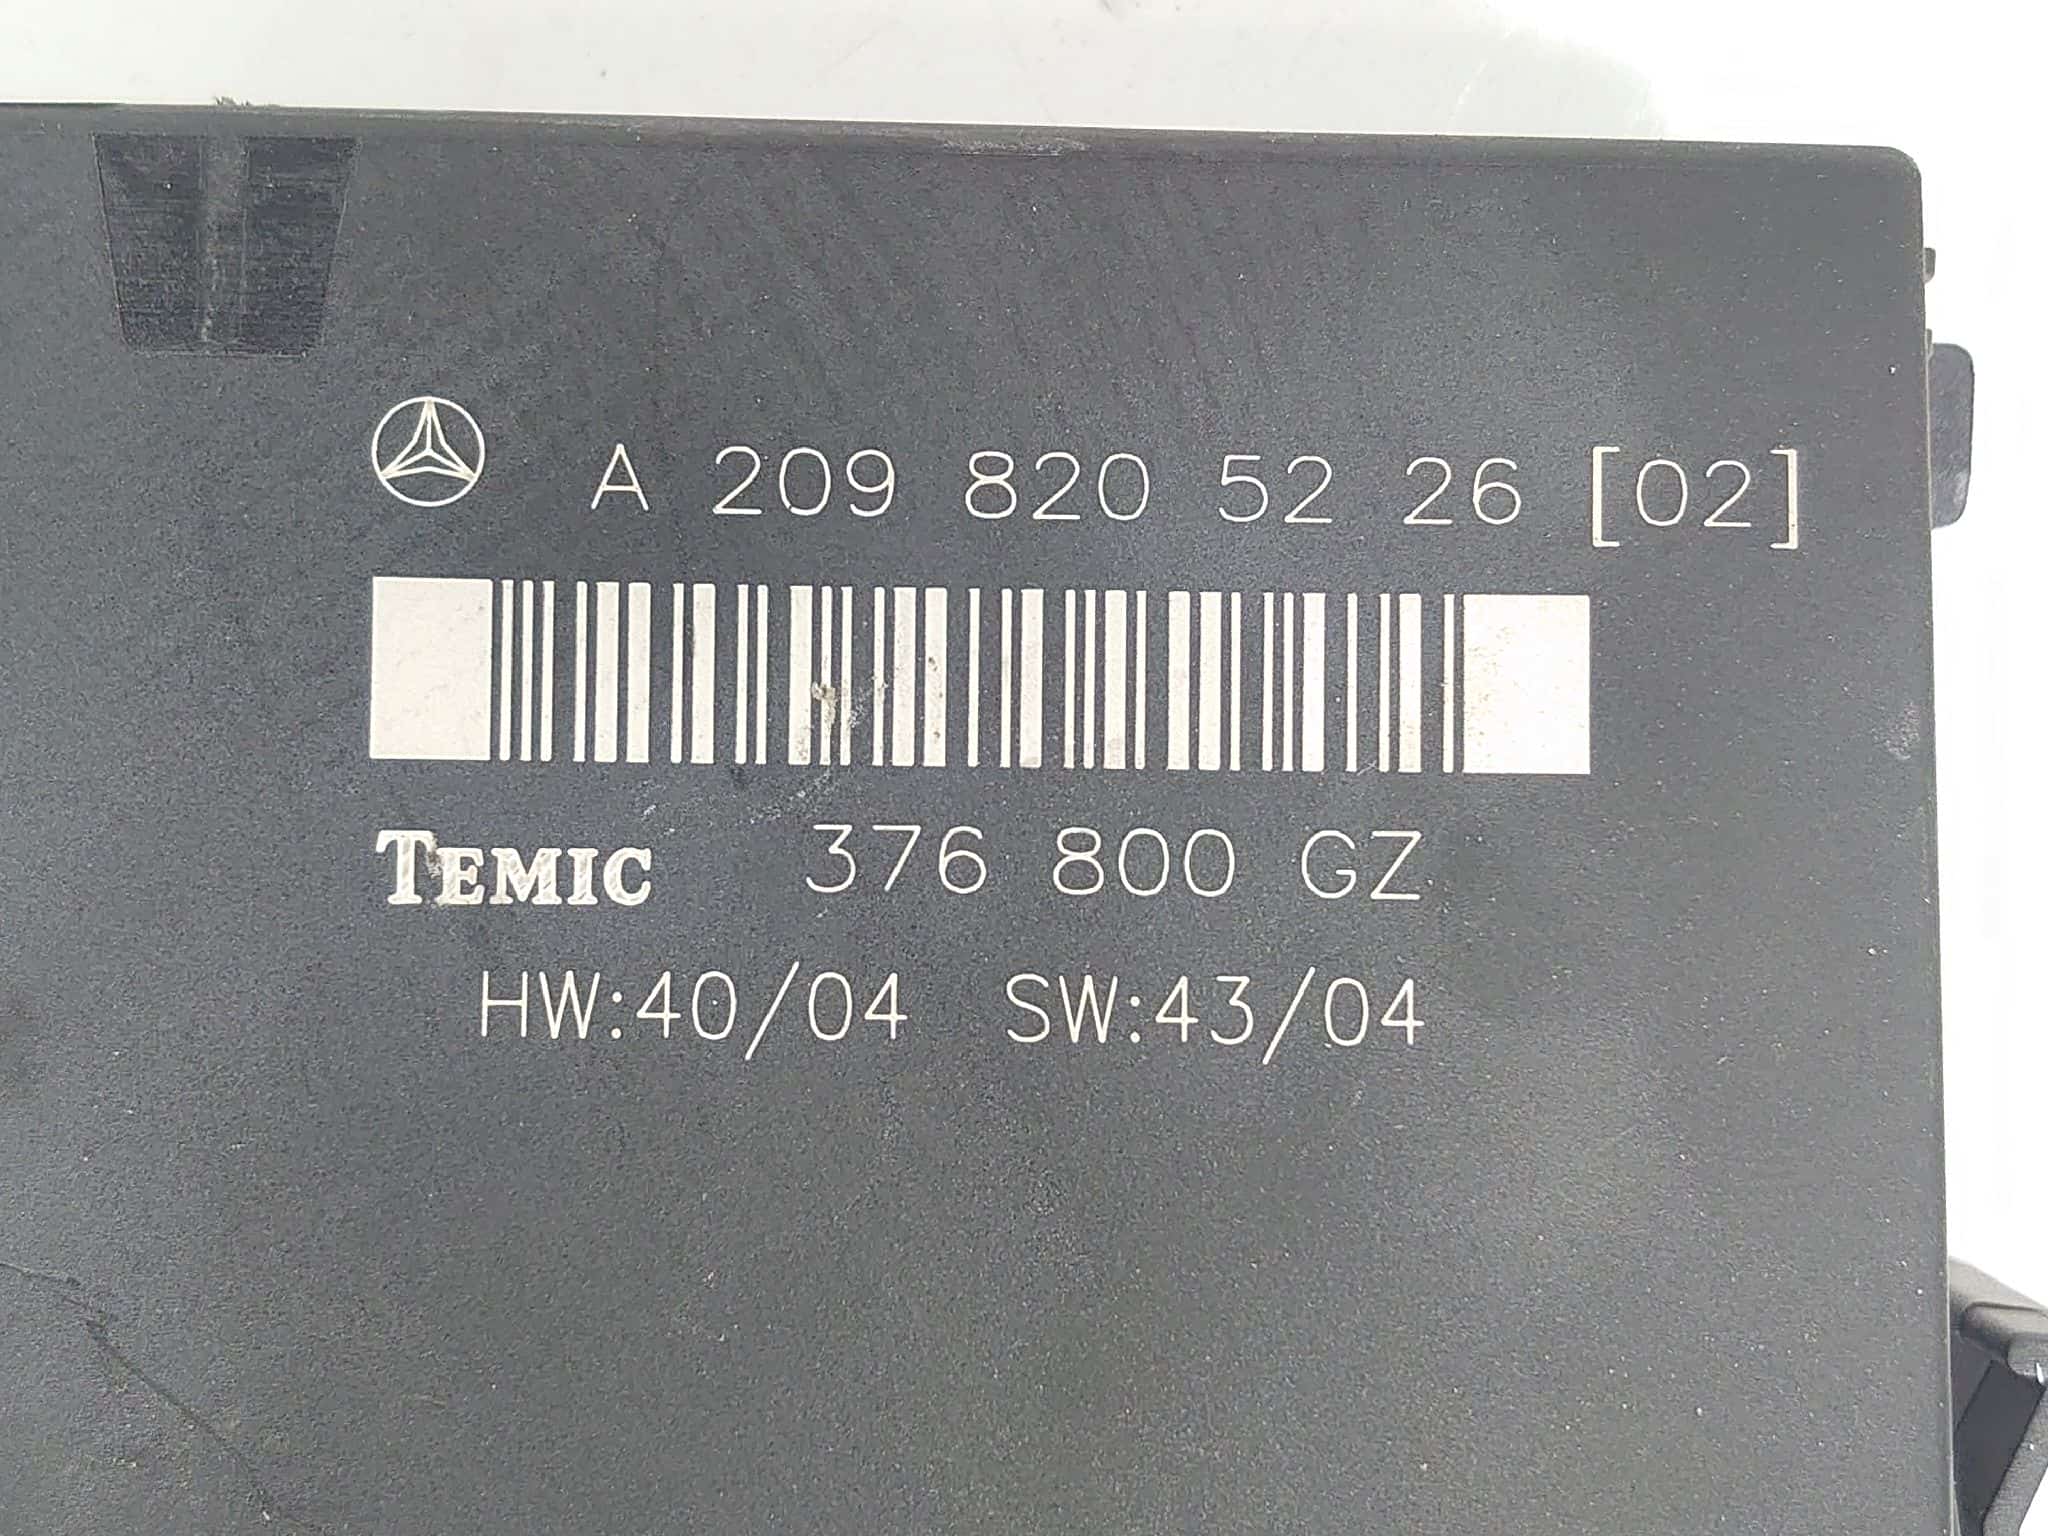 A 209 820 52 26 [02]
TEMIC 376 800 GZ
HW:40/04 SW:43/04